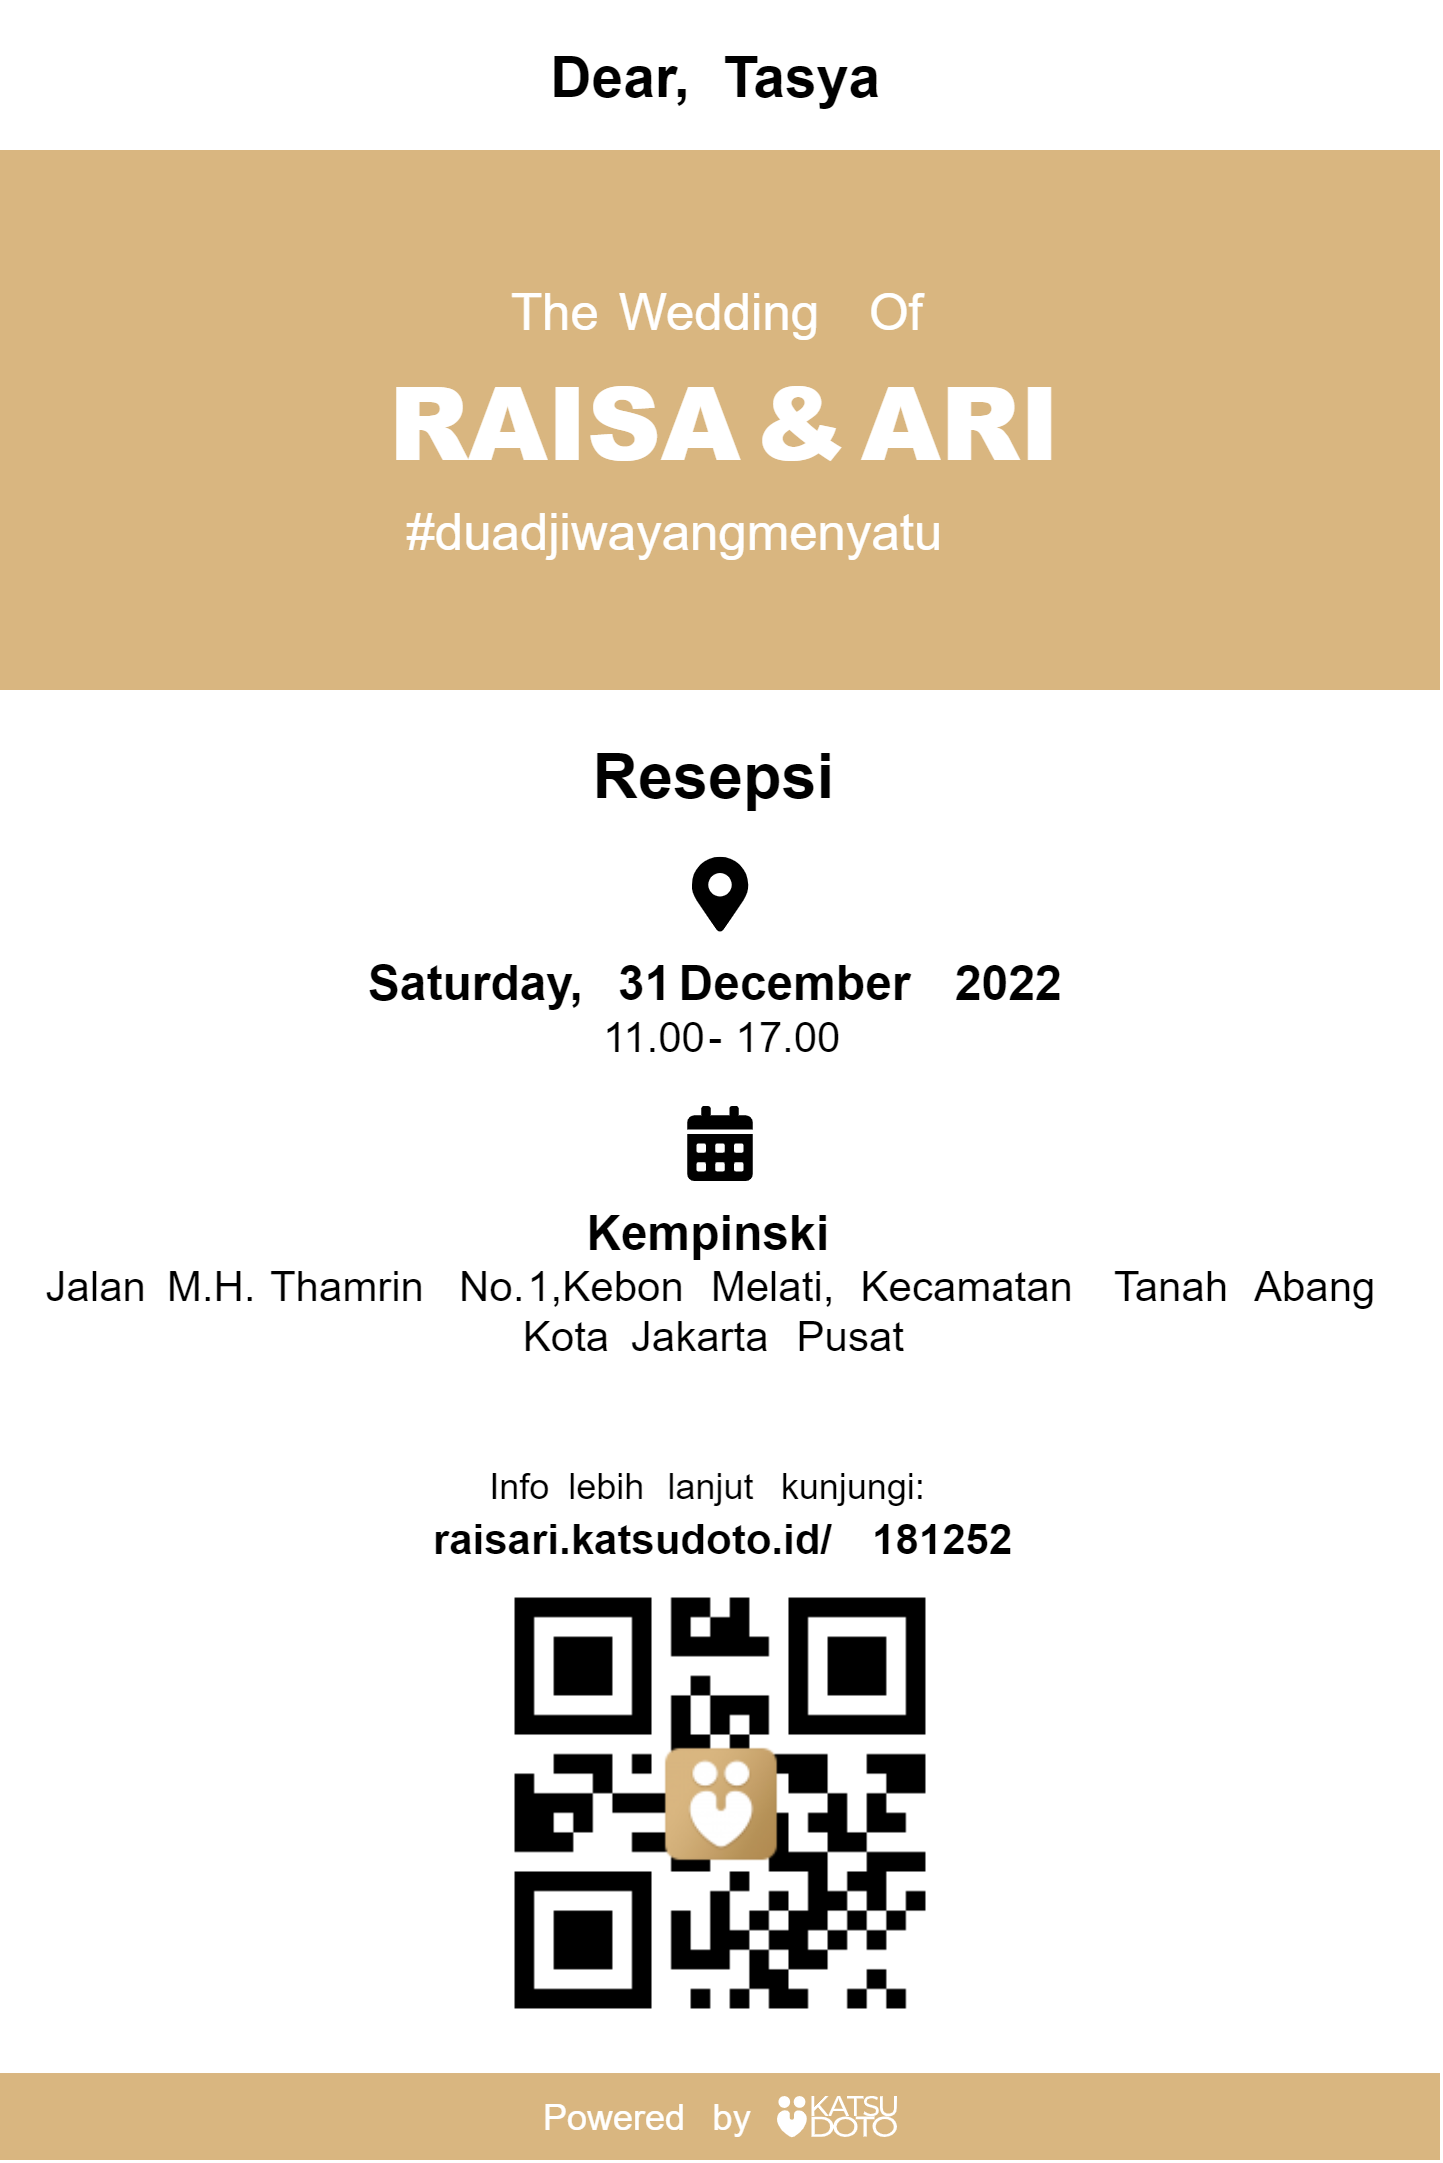 Dear, Tasya
The Wedding Of
RAISA & ARI
#duadjiwayangmenyatu
Resepsi
Saturday, 31 December 2022
11.00 - 17.00
Kempinski
Jalan M.H. Thamrin No.1,Kebon Melati, Kecamatan Tanah Abang
Kota Jakarta Pusat
Info lebih lanjut kunjungi:
raisari.katsudoto.id/ 181252
Powered by KATSU
DOTO